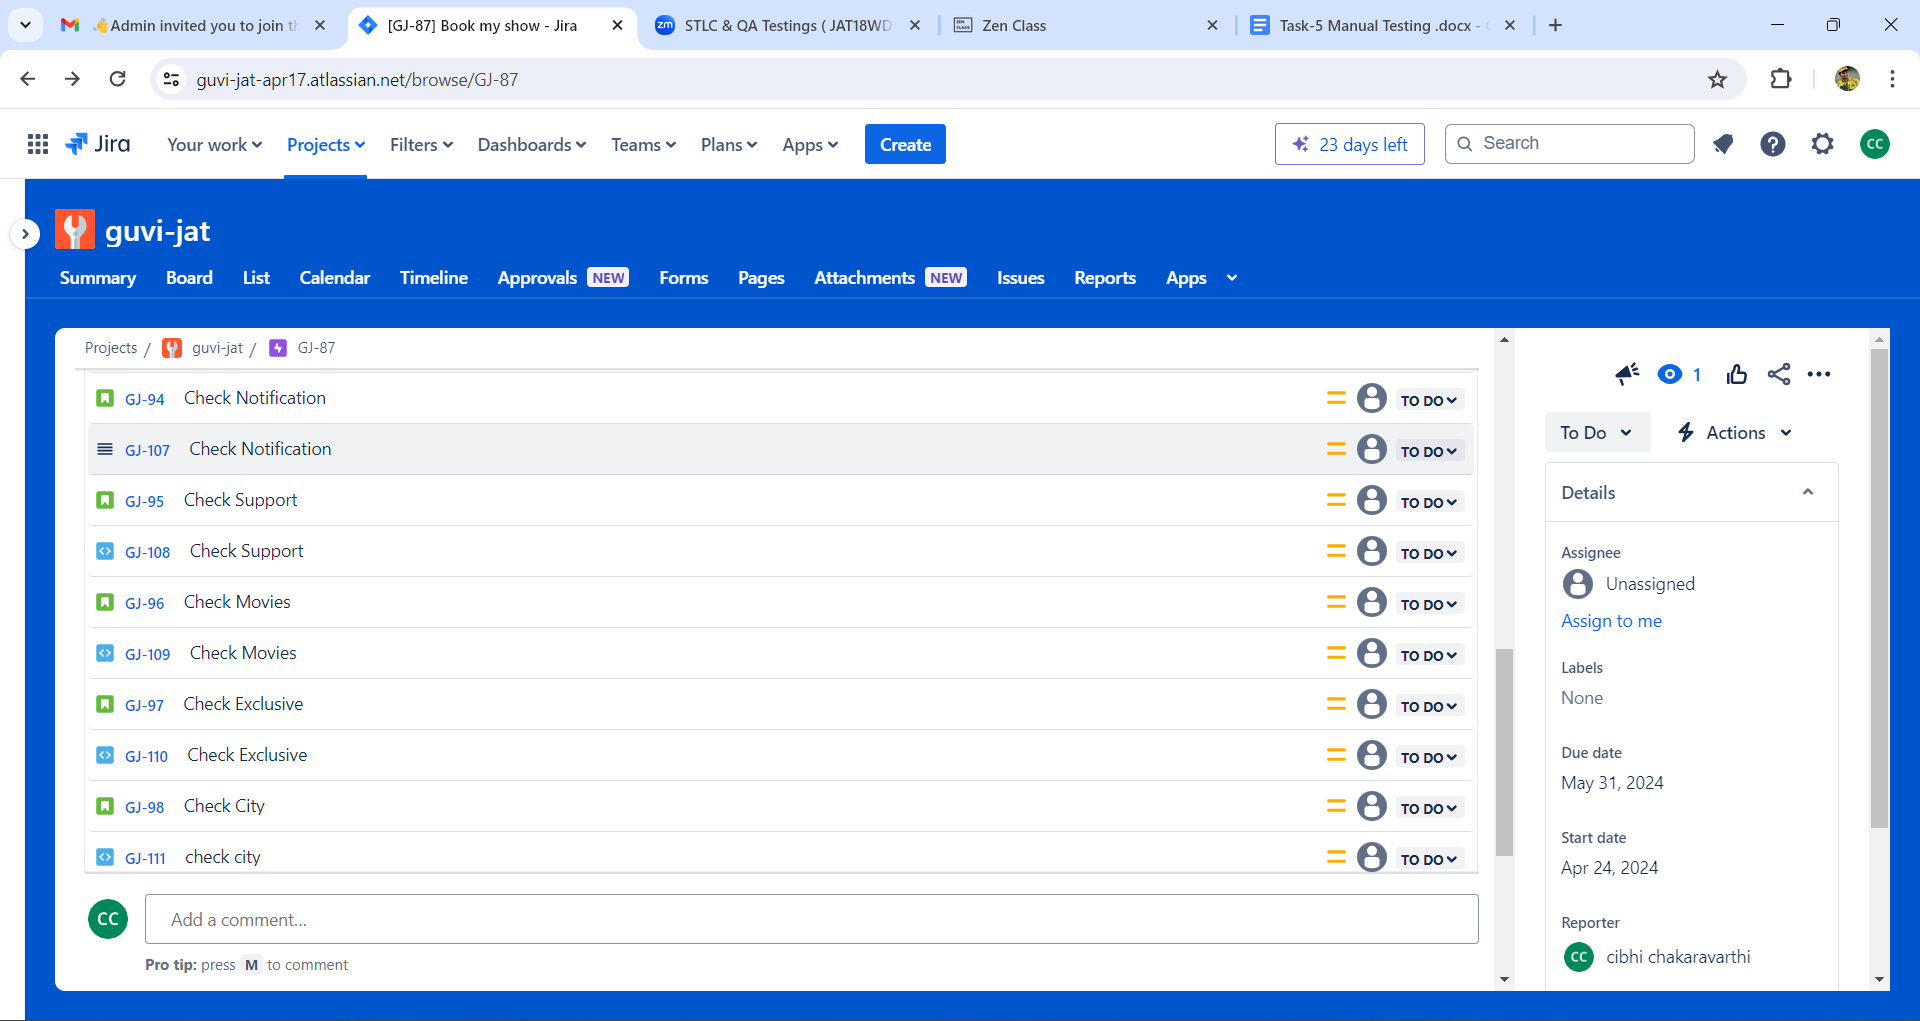 👋Admin invited you to join th
[GJ-87] Book my show - Jira
zm
STLC & QA Testings ( JAT18WD
ZEN CLASS
Zen Class
Task-5 Manual Testing .docx -
guvi-jat-apr17.atlassian.net/browse/GJ-87
Jira
Your work
Projects
Filters
Dashboards
Teams
Plans
Apps
Create
23 days left
Search
CC
guvi-jat
Summary
Board
List
Calendar
Timeline
Approvals NEW
Forms
Pages
Attachments NEW
Issues
Reports
Apps
Projects / guvi-jat / GJ-87
GJ-94 Check Notification TO DO
GJ-107 Check Notification TO DO
GJ-95 Check Support TO DO
GJ-108 Check Support TO DO
GJ-96 Check Movies TO DO
GJ-109 Check Movies TO DO
GJ-97 Check Exclusive TO DO
GJ-110 Check Exclusive TO DO
GJ-98 Check City TO DO
GJ-111 check city TO DO
CC
Add a comment...
Pro tip: press M to comment
1
To Do
Actions
Details
Assignee
Unassigned
Assign to me
Labels
None
Due date
May 31, 2024
Start date
Apr 24, 2024
Reporter
CC cibhi chakaravarthi